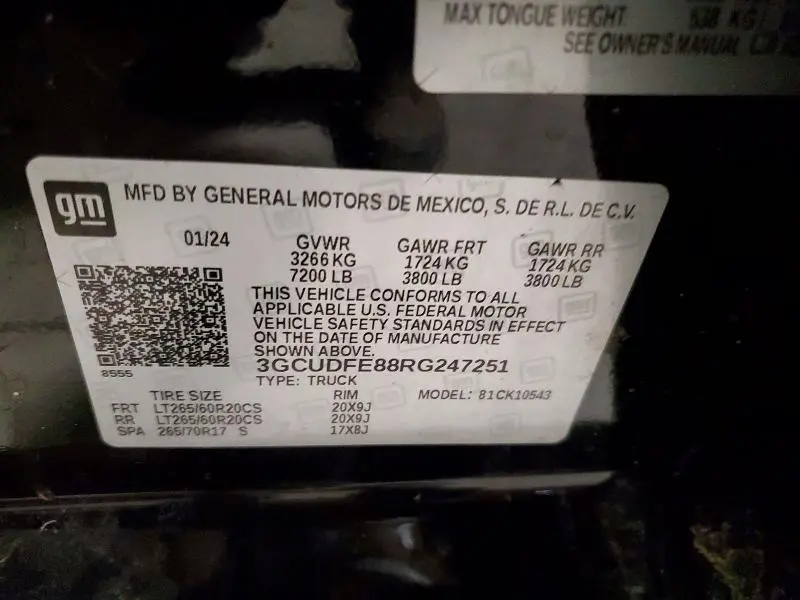 MAX TONGUE WEIGHT KG
SEE OWNER'S MANUAL
gm
MFD BY GENERAL MOTORS DE MEXICO, S. DE R.L. DE C.V.
01/24 GVWR GAWR FRT GAWR RR
3266 KG 1724 KG 1724 KG
7200 LB 3800 LB 3800 LB
THIS VEHICLE CONFORMS TO ALL
APPLICABLE U.S. FEDERAL MOTOR
VEHICLE SAFETY STANDARDS IN EFFECT
ON THE DATE OF MANUFACTURE
SHOWN ABOVE.
8555
3GCUDFE88RG247251
TYPE: TRUCK
TIRE SIZE RIM MODEL: 81CK10543
FRT LT265/60R20CS 20X9J
RR LT265/60R20CS 20X9J
SPA 265/70R17 S 17X8J